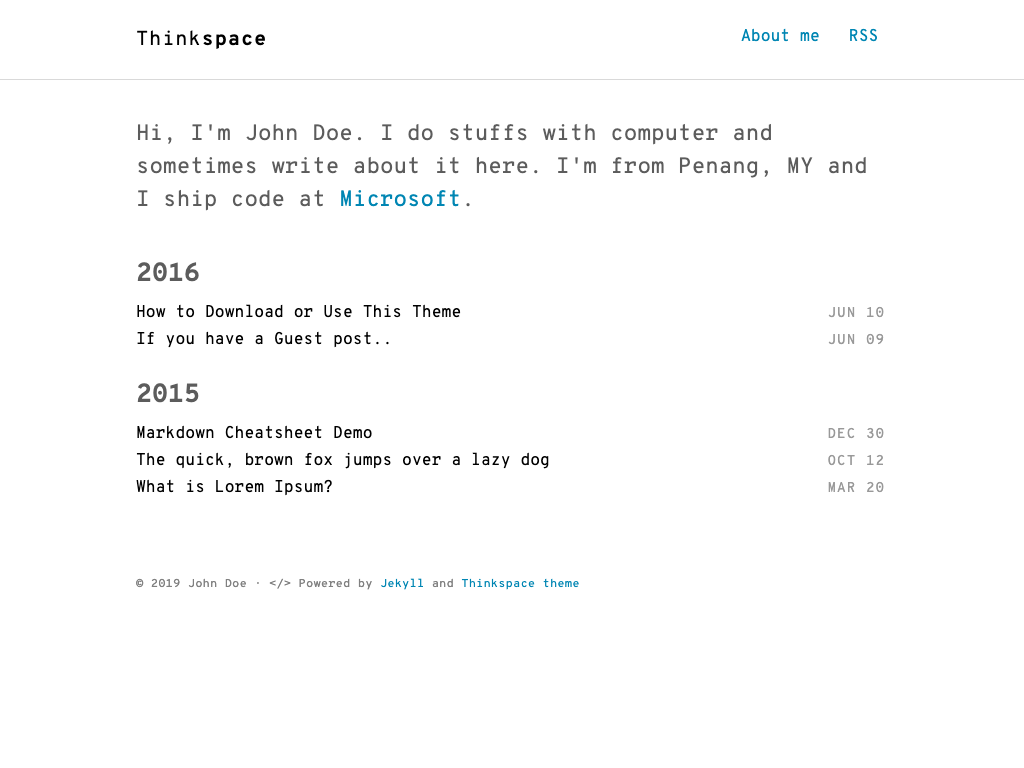 Thinkspace
About me RSS
Hi, I'm John Doe. I do stuffs with computer and
sometimes write about it here. I'm from Penang, MY and
I ship code at Microsoft.
2016
How to Download or Use This Theme JUN 10
If you have a Guest post.. JUN 09
2015
Markdown Cheatsheet Demo DEC 30
The quick, brown fox jumps over a lazy dog OCT 12
What is Lorem Ipsum? MAR 20
© 2019 John Doe · </> Powered by Jekyll and Thinkspace theme